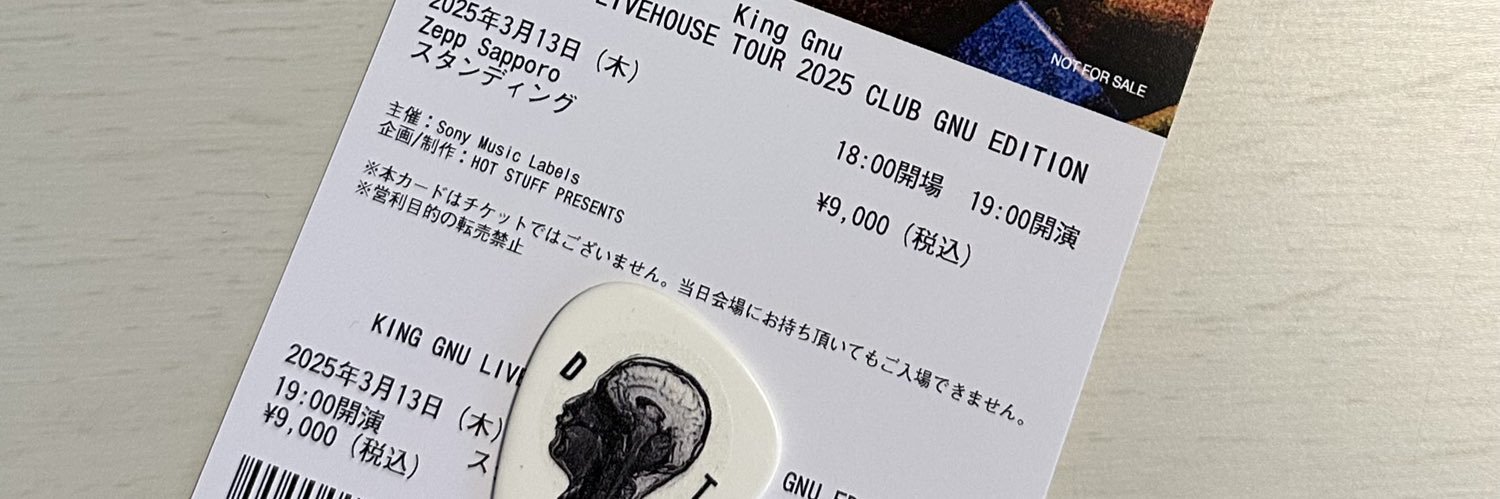 NOT FOR SALE
King Gnu
LIVEHOUSE TOUR 2025 CLUB GNU EDITION
2025年3月13日（木）
Zepp Sapporo
スタンディング
18:00開場　19:00開演
¥9,000（税込）
主催：Sony Music Labels
企画/制作：HOT STUFF PRESENTS
※本カードはチケットではございません。当日会場にお持ち頂いてもご入場できません。
※営利目的の転売禁止
KING GNU LIVE
GNU
2025年3月13日（木）
19:00開演
¥9,000（税込）
ス
D
T